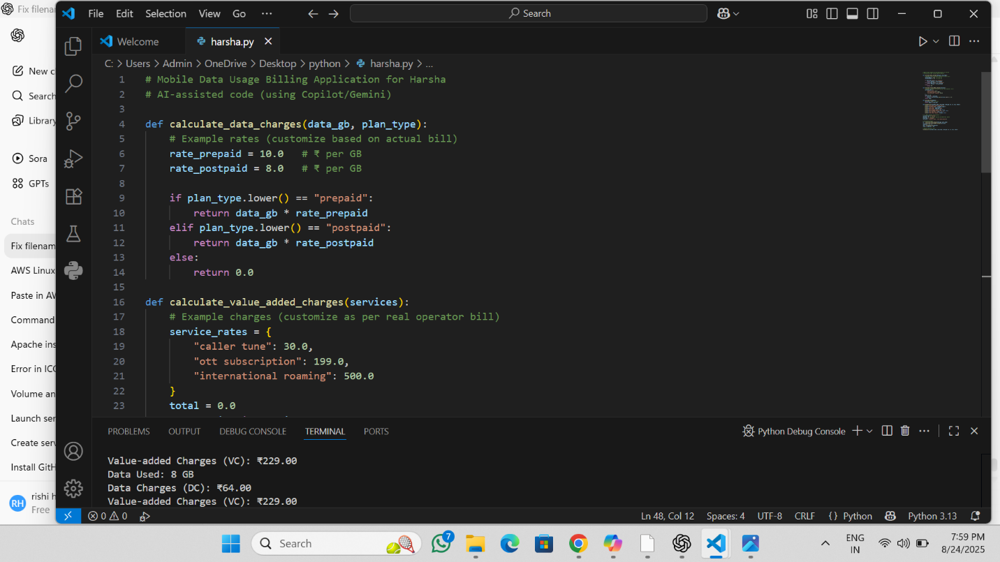 Fix filenam
File Edit Selection View Go ···
Search
Welcome
harsha.py
C: > Users > Admin > OneDrive > Desktop > python > harsha.py > ...
1 # Mobile Data Usage Billing Application for Harsha
2 # AI-assisted code (using Copilot/Gemini)
3
4 def calculate_data_charges(data_gb, plan_type):
5 # Example rates (customize based on actual bill)
6 rate_prepaid = 10.0 # ₹ per GB
7 rate_postpaid = 8.0 # ₹ per GB
8
9 if plan_type.lower() == "prepaid":
10 return data_gb * rate_prepaid
11 elif plan_type.lower() == "postpaid":
12 return data_gb * rate_postpaid
13 else:
14 return 0.0
15
16 def calculate_value_added_charges(services):
17 # Example charges (customize as per real operator bill)
18 service_rates = {
19 "caller tune": 30.0,
20 "ott subscription": 199.0,
21 "international roaming": 500.0
22 }
23 total = 0.0
PROBLEMS OUTPUT DEBUG CONSOLE TERMINAL PORTS
Python Debug Console
Value-added Charges (VC): ₹229.00
Data Used: 8 GB
Data Charges (DC): ₹64.00
Value-added Charges (VC): ₹229.00
0 0
Ln 48, Col 12 Spaces: 4 UTF-8 CRLF {} Python Python 3.13
New c
Search
Library
Sora
GPTs
Chats
Fix filenam
AWS Linux
Paste in AW
Command
Apache ins
Error in ICO
Volume an
Launch ser
Create serv
Install GitH
RH
rishi h
Free
Search
7
ENG
IN
7:59 PM
8/24/2025